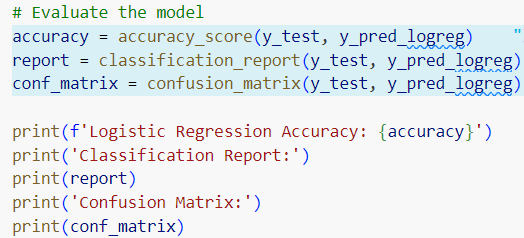 # Evaluate the model
accuracy = accuracy_score(y_test, y_pred_logreg)    "
report = classification_report(y_test, y_pred_logreg)
conf_matrix = confusion_matrix(y_test, y_pred_logreg)
print(f'Logistic Regression Accuracy: {accuracy}')
print('Classification Report:')
print(report)
print('Confusion Matrix:')
print(conf_matrix)